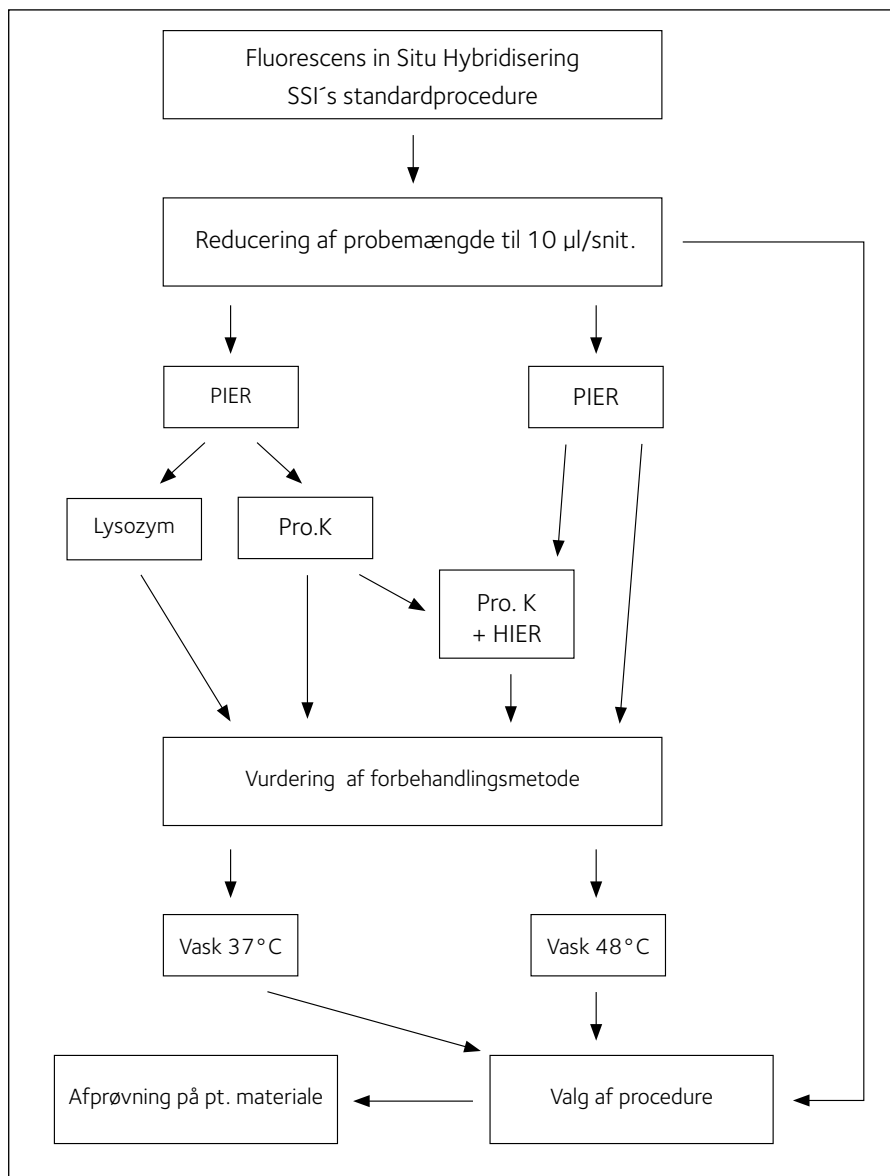 Fluorescens in Situ Hybridisering
SSI´s standardprocedure
Reducering af probemængde til 10 µl/snit.
PIER
PIER
Lysozym
Pro.K
Pro. K
+ HIER
Vurdering af forbehandlingsmetode
Vask 37°C
Vask 48°C
Afprøvning på pt. materiale
Valg af procedure